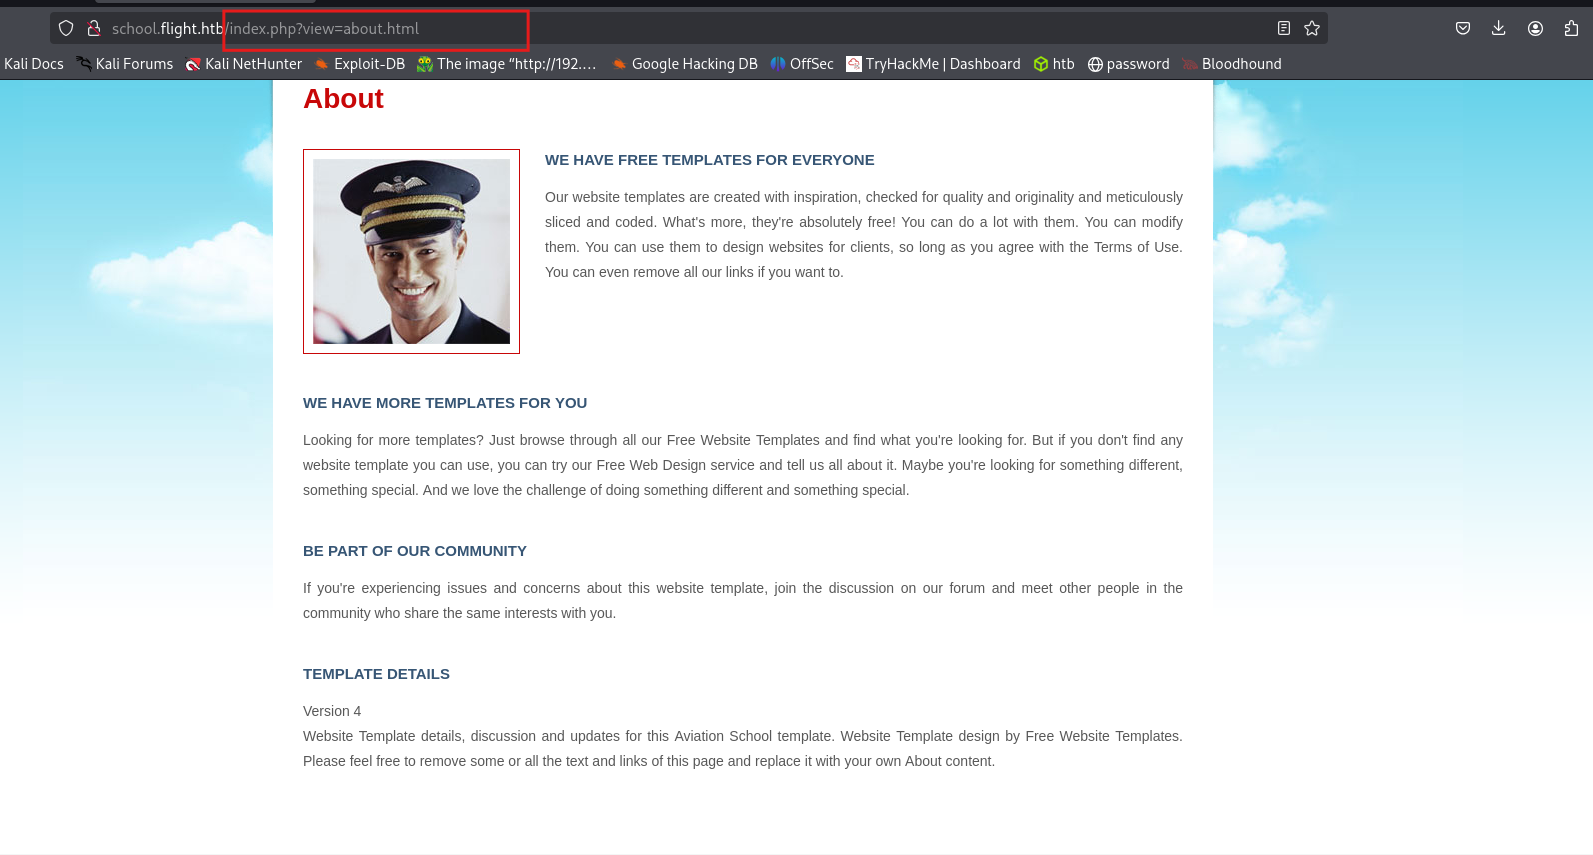 school.flight.htb/index.php?view=about.html
Kali Docs Kali Forums Kali NetHunter Exploit-DB The image “http://192.… Google Hacking DB OffSec TryHackMe | Dashboard htb password Bloodhound
About
WE HAVE FREE TEMPLATES FOR EVERYONE
Our website templates are created with inspiration, checked for quality and originality and meticulously
sliced and coded. What's more, they're absolutely free! You can do a lot with them. You can modify
them. You can use them to design websites for clients, so long as you agree with the Terms of Use.
You can even remove all our links if you want to.
WE HAVE MORE TEMPLATES FOR YOU
Looking for more templates? Just browse through all our Free Website Templates and find what you're looking for. But if you don't find any
website template you can use, you can try our Free Web Design service and tell us all about it. Maybe you're looking for something different,
something special. And we love the challenge of doing something different and something special.
BE PART OF OUR COMMUNITY
If you're experiencing issues and concerns about this website template, join the discussion on our forum and meet other people in the
community who share the same interests with you.
TEMPLATE DETAILS
Version 4
Website Template details, discussion and updates for this Aviation School template. Website Template design by Free Website Templates.
Please feel free to remove some or all the text and links of this page and replace it with your own About content.